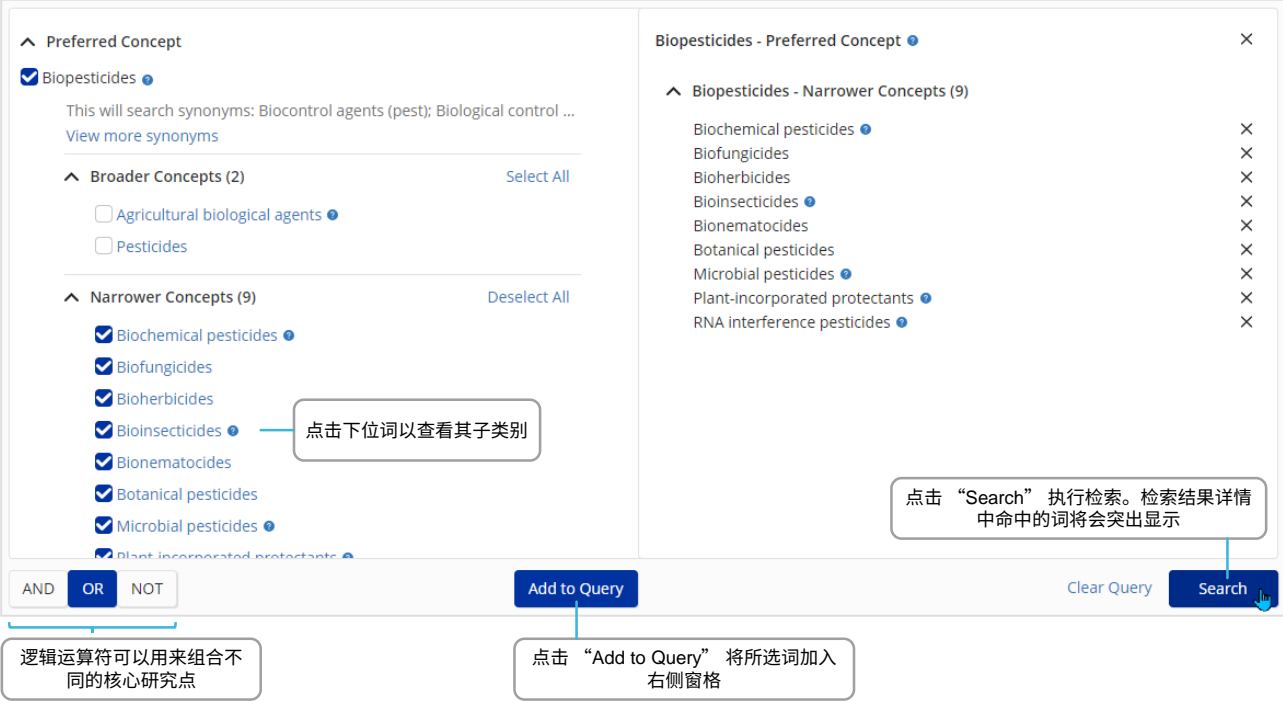 Preferred Concept
Biopesticides
This will search synonyms: Biocontrol agents (pest); Biological control ...
View more synonyms
Broader Concepts (2)
Select All
Agricultural biological agents
Pesticides
Narrower Concepts (9)
Deselect All
Biochemical pesticides
Biofungicides
Bioherbicides
Bioinsecticides
点击下位词以查看其子类别
Bionematocides
Botanical pesticides
Microbial pesticides
Plant-incorporated protectants
Biopesticides - Preferred Concept
Biopesticides - Narrower Concepts (9)
Biochemical pesticides
Biofungicides
Bioherbicides
Bioinsecticides
Bionematocides
Botanical pesticides
Microbial pesticides
Plant-incorporated protectants
RNA interference pesticides
点击 “Search” 执行检索。检索结果详情
中命中的词将会突出显示
AND
OR
NOT
Add to Query
Clear Query
Search
逻辑运算符可以用来组合不
同的核心研究点
点击 “Add to Query” 将所选词加入
右侧窗格